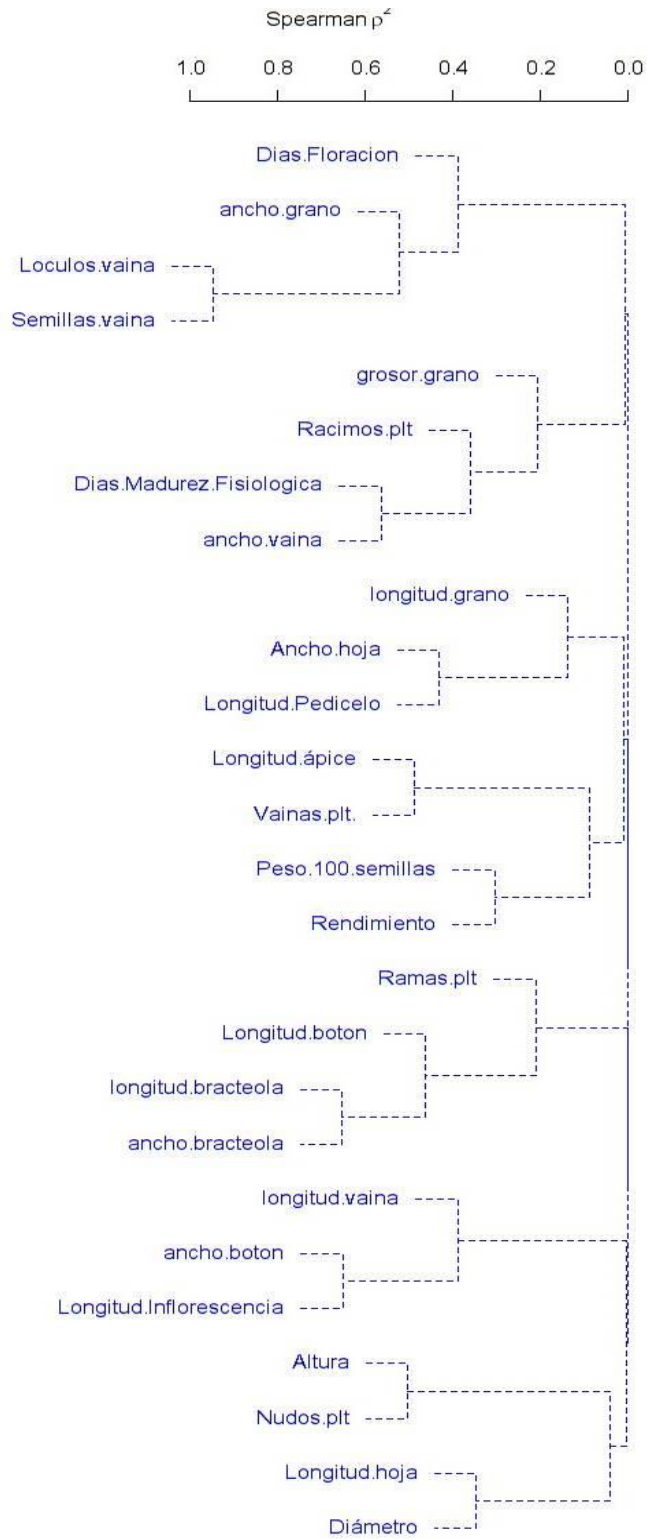 Spearman ρ²
1.0 0.8 0.6 0.4 0.2 0.0
Dias.Floracion
ancho.grano
Loculos.vaina
Semillas.vaina
grosor.grano
Racimos.plt
Dias.Madurez.Fisiologica
ancho.vaina
longitud.grano
Ancho.hoja
Longitud.Pedicelo
Longitud.ápice
Vainas.plt.
Peso.100.semillas
Rendimiento
Ramas.plt
Longitud.boton
longitud.bracteola
ancho.bracteola
longitud.vaina
ancho.boton
Longitud.Inflorescencia
Altura
Nudos.plt
Longitud.hoja
Diámetro